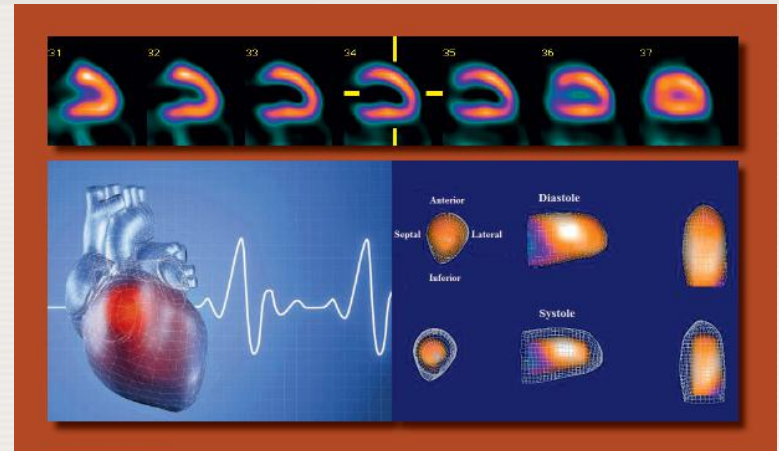 31 32 33 34 35 36 37
Anterior
Diastole
Septal
Lateral
Inferior
Systole